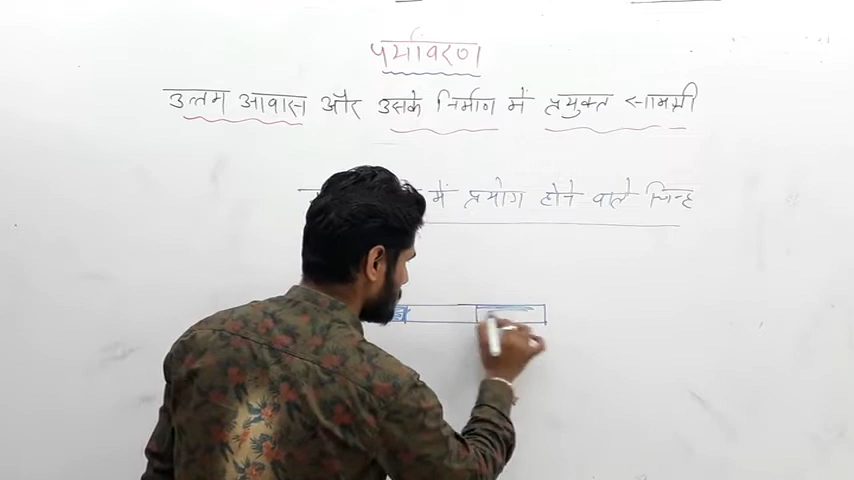 पर्यावरण
उत्तम आवास और उसके निर्माण में प्रयुक्त सामग्री
में प्रयोग होने वाले चिन्ह